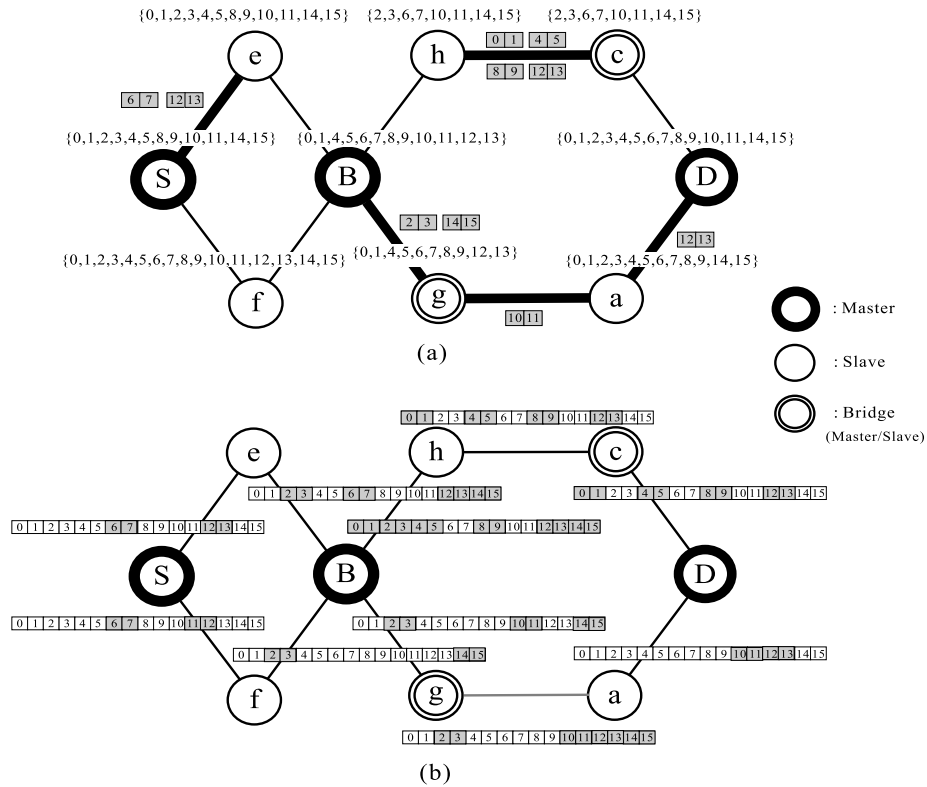 {0,1,2,3,4,5,8,9,10,11,14,15}
{2,3,6,7,10,11,14,15}
{2,3,6,7,10,11,14,15}
e
h
0 1 4 5
8 9 12 13
c
6 7 12 13
{0,1,2,3,4,5,8,9,10,11,14,15}
{0,1,4,5,6,7,8,9,10,11,12,13}
{0,1,2,3,4,5,6,7,8,9,10,11,14,15}
S
B
D
2 3 14 15
12 13
{0,1,2,3,4,5,6,7,8,9,10,11,12,13,14,15}
{0,1,4,5,6,7,8,9,12,13}
{0,1,2,3,4,5,6,7,8,9,14,15}
f
g
a
10 11
(a)
: Master
: Slave
: Bridge
(Master/Slave)
0 1 2 3 4 5 6 7 8 9 10 11 12 13 14 15
e
h
c
0 1 2 3 4 5 6 7 8 9 10 11 12 13 14 15
0 1 2 3 4 5 6 7 8 9 10 11 12 13 14 15
0 1 2 3 4 5 6 7 8 9 10 11 12 13 14 15
0 1 2 3 4 5 6 7 8 9 10 11 12 13 14 15
S
B
D
0 1 2 3 4 5 6 7 8 9 10 11 12 13 14 15
0 1 2 3 4 5 6 7 8 9 10 11 12 13 14 15
0 1 2 3 4 5 6 7 8 9 10 11 12 13 14 15
0 1 2 3 4 5 6 7 8 9 10 11 12 13 14 15
f
g
a
0 1 2 3 4 5 6 7 8 9 10 11 12 13 14 15
(b)